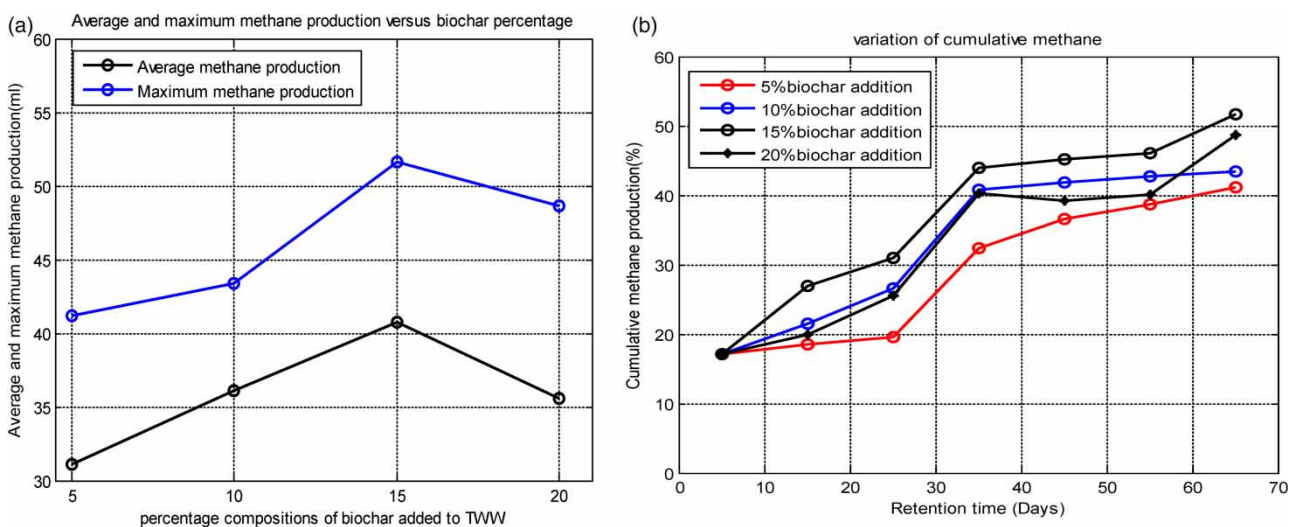 (a)
Average and maximum methane production versus biochar percentage
60
55
50
45
40
35
30
Average and maximum methane production(ml)
Average methane production
Maximum methane production
5
10
15
20
percentage compositions of biochar added to TWW
(b)
variation of cumulative methane
60
50
40
30
20
10
0
Cumulative methane production(%)
5%biochar addition
10%biochar addition
15%biochar addition
20%biochar addition
0
10
20
30
40
50
60
70
Retention time (Days)